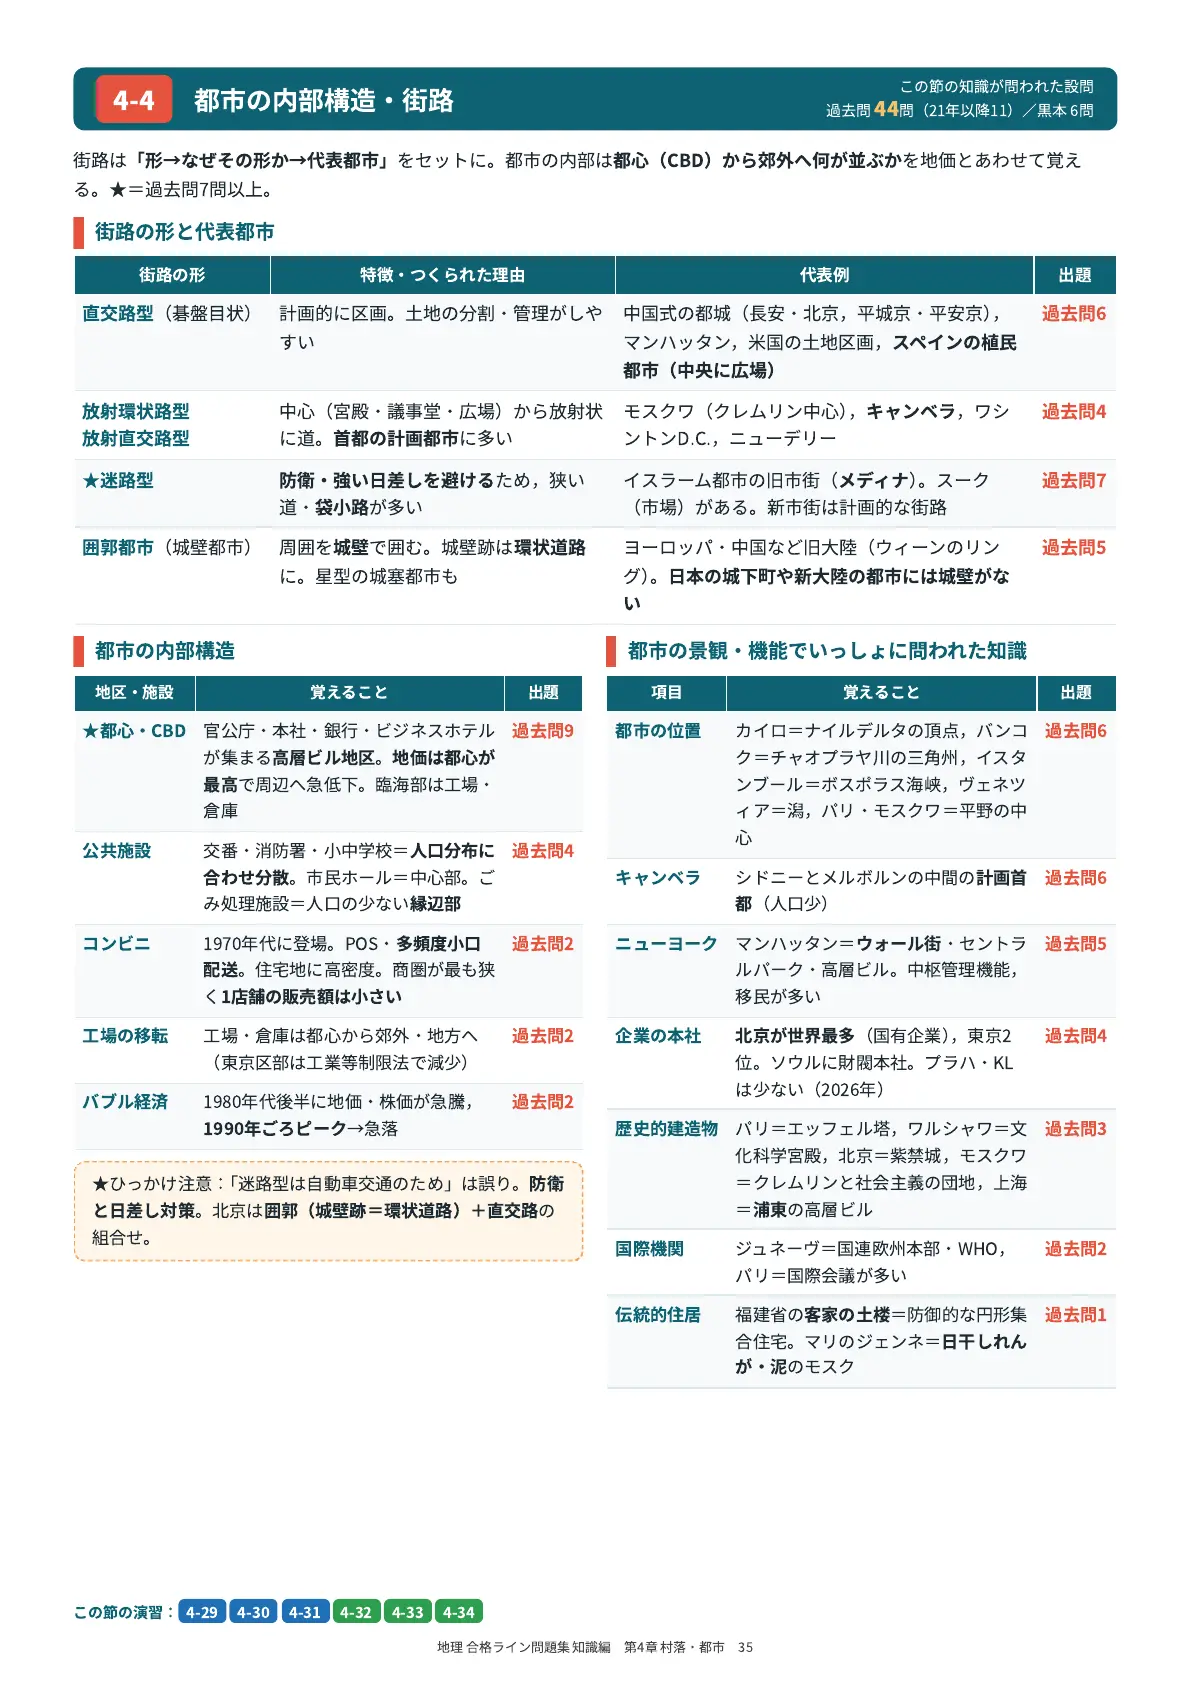 4-4 都市の内部構造・街路
この節の知識が問われた設問
過去問 44問（21年以降11）／黒本 6問
街路は「形→なぜその形か→代表都市」をセットに。都市の内部は都心（CBD）から郊外へ何が並ぶかを地価とあわせて覚え
る。★＝過去問7問以上。
街路の形と代表都市
街路の形 特徴・つくられた理由 代表例 出題
直交路型（碁盤目状） 計画的に区画。土地の分割・管理がしや 中国式の都城（長安・北京，平城京・平安京）， 過去問6
すい マンハッタン，米国の土地区画，スペインの植民
都市（中央に広場）
放射環状路型 中心（宮殿・議事堂・広場）から放射状 モスクワ（クレムリン中心），キャンベラ，ワシ 過去問4
放射直交路型 に道。首都の計画都市に多い ントンD.C.，ニューデリー
★迷路型 防衛・強い日差しを避けるため，狭い イスラーム都市の旧市街（メディナ）。スーク 過去問7
道・袋小路が多い （市場）がある。新市街は計画的な街路
囲郭都市（城壁都市） 周囲を城壁で囲む。城壁跡は環状道路 ヨーロッパ・中国など旧大陸（ウィーンのリン 過去問5
に。星型の城塞都市も グ）。日本の城下町や新大陸の都市には城壁がな
い
都市の内部構造
地区・施設 覚えること 出題
★都心・CBD 官公庁・本社・銀行・ビジネスホテル 過去問9
が集まる高層ビル地区。地価は都心が
最高で周辺へ急低下。臨海部は工場・
倉庫
公共施設 交番・消防署・小中学校＝人口分布に 過去問4
合わせ分散。市民ホール＝中心部。ご
み処理施設＝人口の少ない縁辺部
コンビニ 1970年代に登場。POS・多頻度小口 過去問2
配送。住宅地に高密度。商圏が最も狭
く1店舗の販売額は小さい
工場の移転 工場・倉庫は都心から郊外・地方へ 過去問2
（東京区部は工業等制限法で減少）
バブル経済 1980年代後半に地価・株価が急騰， 過去問2
1990年ごろピーク→急落
★ひっかけ注意：「迷路型は自動車交通のため」は誤り。防衛
と日差し対策。北京は囲郭（城壁跡＝環状道路）＋直交路の
組合せ。
都市の景観・機能でいっしょに問われた知識
項目 覚えること 出題
都市の位置 カイロ＝ナイルデルタの頂点，バンコ 過去問6
ク＝チャオプラヤ川の三角州，イスタ
ンブール＝ボスポラス海峡，ヴェネツ
ィア＝潟，パリ・モスクワ＝平野の中
心
キャンベラ シドニーとメルボルンの中間の計画首 過去問6
都（人口少）
ニューヨーク マンハッタン＝ウォール街・セントラ 過去問5
ルパーク・高層ビル。中枢管理機能，
移民が多い
企業の本社 北京が世界最多（国有企業），東京2 過去問4
位。ソウルに財閥本社。プラハ・KL
は少ない（2026年）
歴史的建造物 パリ＝エッフェル塔，ワルシャワ＝文 過去問3
化科学宮殿，北京＝紫禁城，モスクワ
＝クレムリンと社会主義の団地，上海
＝浦東の高層ビル
国際機関 ジュネーヴ＝国連欧州本部・WHO， 過去問2
パリ＝国際会議が多い
伝統的住居 福建省の客家の土楼＝防御的な円形集 過去問1
合住宅。マリのジェンネ＝日干しれん
が・泥のモスク
この節の演習： 4-29 4-30 4-31 4-32 4-33 4-34
地理 合格ライン問題集 知識編 第4章 村落・都市 35